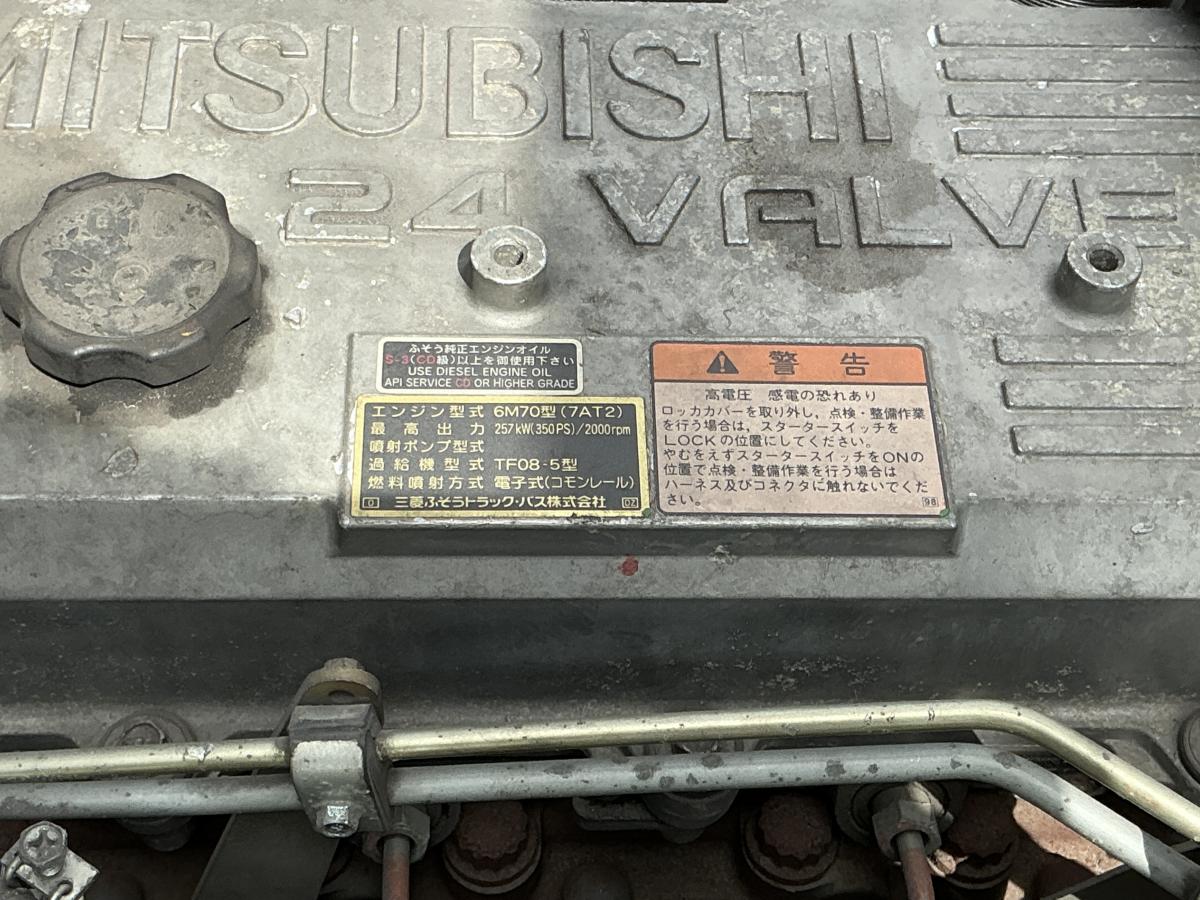 MITSUBISHI
24 VALVE
ふそう純正エンジンオイル
S-3(CD級)以上を御使用下さい
USE DIESEL ENGINE OIL
API SERVICE CD OR HIGHER GRADE
エンジン型式 6M70型(7AT2)
最高出力 257kW(350PS)/2000rpm
噴射ポンプ型式
過給機型式 TF08-5型
燃料噴射方式 電子式(コモンレール)
三菱ふそうトラック・バス株式会社
警告
高電圧 感電の恐れあり
ロッカカバーを取り外し、点検・整備作業
を行う場合は、スタータースイッチを
LOCKの位置にしてください。
やむをえずスタータースイッチをONの
位置で点検・整備作業を行う場合は
ハーネス及びコネクタに触れないでくだ
さい。
98